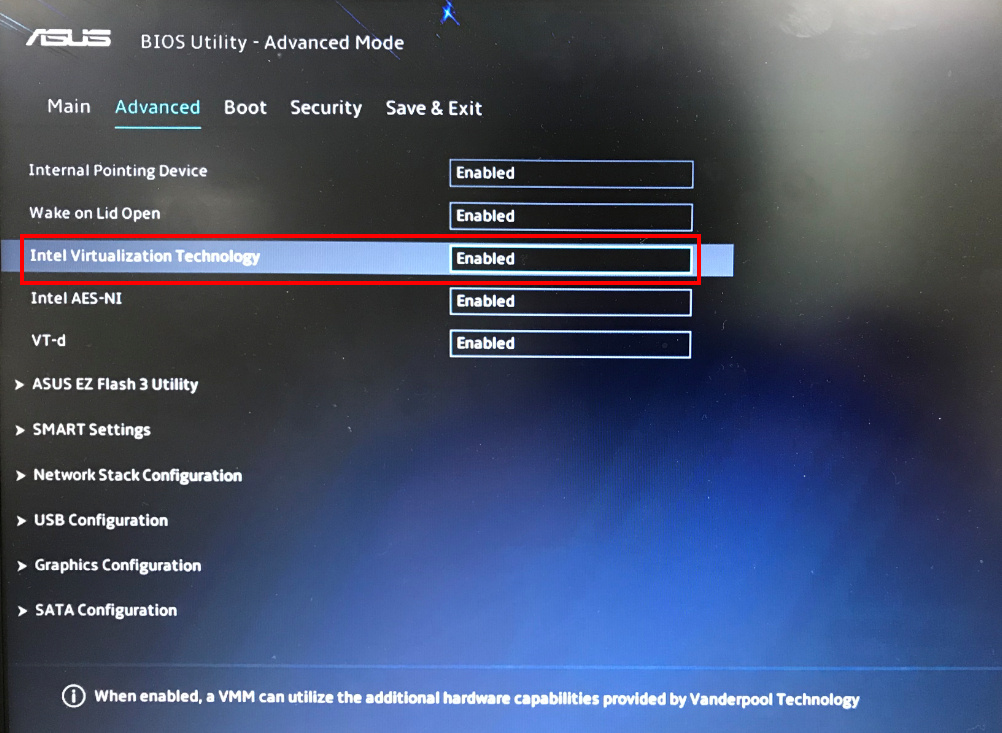 ASUS BIOS Utility - Advanced Mode
Main Advanced Boot Security Save & Exit
Internal Pointing Device Enabled
Wake on Lid Open Enabled
Intel Virtualization Technology Enabled
Intel AES-NI Enabled
VT-d Enabled
ASUS EZ Flash 3 Utility
SMART Settings
Network Stack Configuration
USB Configuration
Graphics Configuration
SATA Configuration
When enabled, a VMM can utilize the additional hardware capabilities provided by Vanderpool Technology